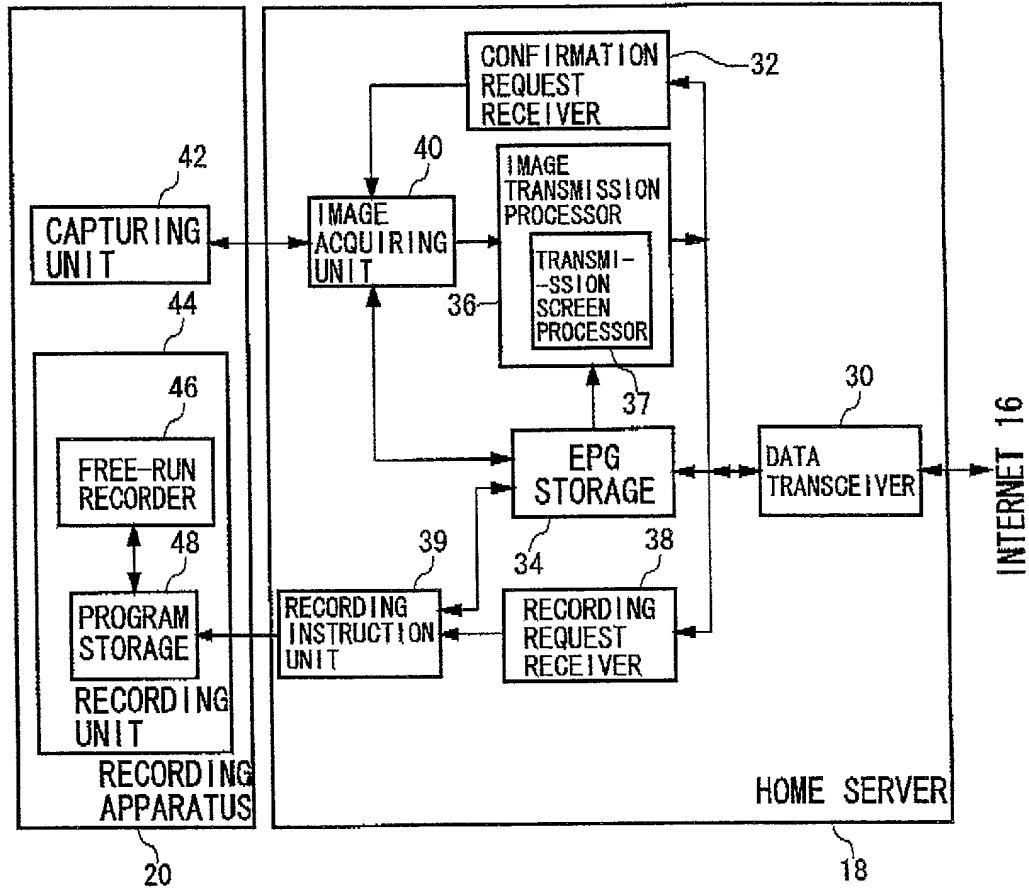 CONFIRMATION
REQUEST
RECEIVER
32
42
40
IMAGE
TRANSMISSION
PROCESSOR
CAPTURING
UNIT
IMAGE
ACQUIRING
UNIT
TRANSMI-
-SSION
SCREEN
PROCESSOR
36
37
44
46
FREE-RUN
RECORDER
EPG
STORAGE
34
30
DATA
TRANSCEIVER
INTERNET 16
48
PROGRAM
STORAGE
39
RECORDING
INSTRUCTION
UNIT
38
RECORDING
REQUEST
RECEIVER
RECORDING
UNIT
RECORDING
APPARATUS
HOME SERVER
20
18